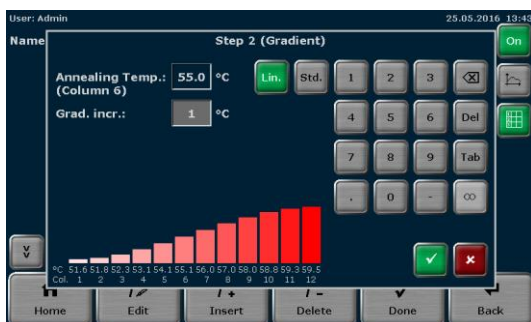 User: Admin
25.05.2016 13:43
Name
Step 2 (Gradient)
On
Annealing Temp.: 55.0 °C
(Column 6)
Lin. Std.
1 2 3
Grad. incr.: 1 °C
4 5 6 Del
7 8 9 Tab
. 0 - ∞
°C 51.6 51.8 52.3 53.1 54.1 55.1 56.0 57.0 58.0 58.8 59.3 59.5
Col. 1 2 3 4 5 6 7 8 9 10 11 12
Home Edit Insert Delete Done Back